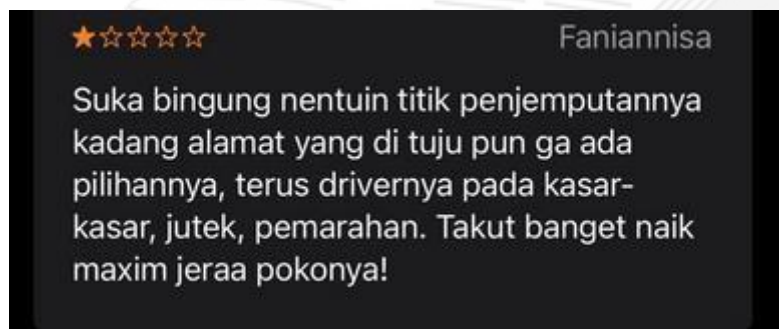 ★☆☆☆☆ Faniannisa
Suka bingung nentuin titik penjemputannya
kadang alamat yang di tuju pun ga ada
pilihannya, terus drivernya pada kasar-
kasar, jutek, pemarahan. Takut banget naik
maxim jeraa pokonya!